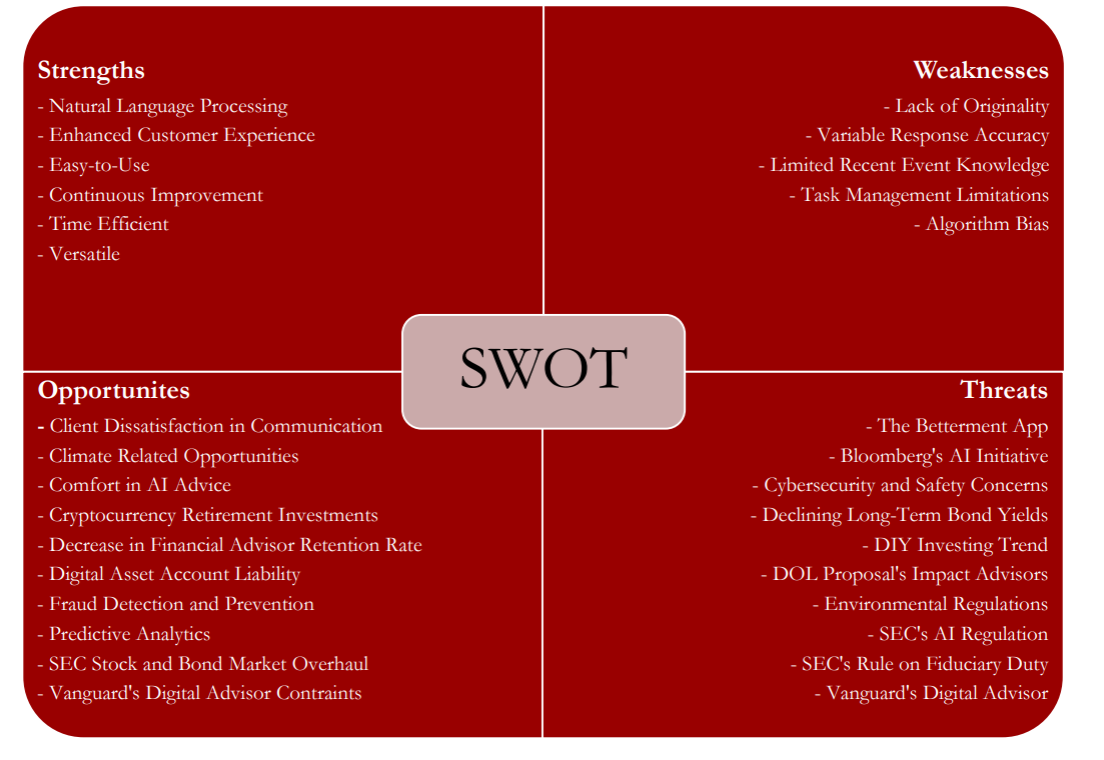 Strengths
- Natural Language Processing
- Enhanced Customer Experience
- Easy-to-Use
- Continuous Improvement
- Time Efficient
- Versatile
Weaknesses
- Lack of Originality
- Variable Response Accuracy
- Limited Recent Event Knowledge
- Task Management Limitations
- Algorithm Bias
SWOT
Opportunites
- Client Dissatisfaction in Communication
- Climate Related Opportunities
- Comfort in AI Advice
- Cryptocurrency Retirement Investments
- Decrease in Financial Advisor Retention Rate
- Digital Asset Account Liability
- Fraud Detection and Prevention
- Predictive Analytics
- SEC Stock and Bond Market Overhaul
- Vanguard's Digital Advisor Contraints
Threats
- The Betterment App
- Bloomberg's AI Initiative
- Cybersecurity and Safety Concerns
- Declining Long-Term Bond Yields
- DIY Investing Trend
- DOL Proposal's Impact Advisors
- Environmental Regulations
- SEC's AI Regulation
- SEC's Rule on Fiduciary Duty
- Vanguard's Digital Advisor